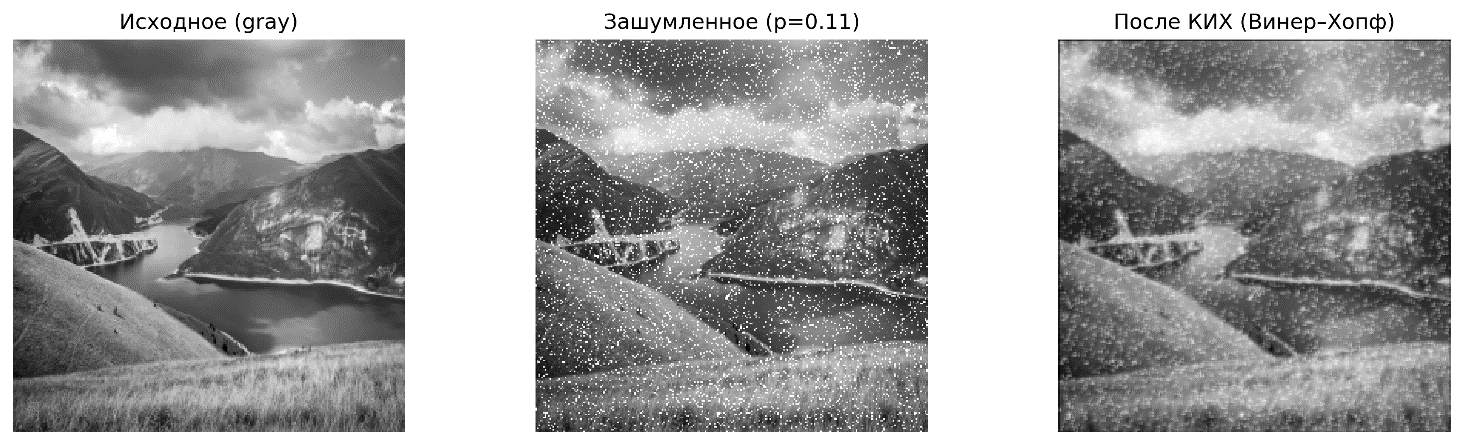 Исходное (gray)
Зашумленное (p=0.11)
После КИХ (Винер–Хопф)